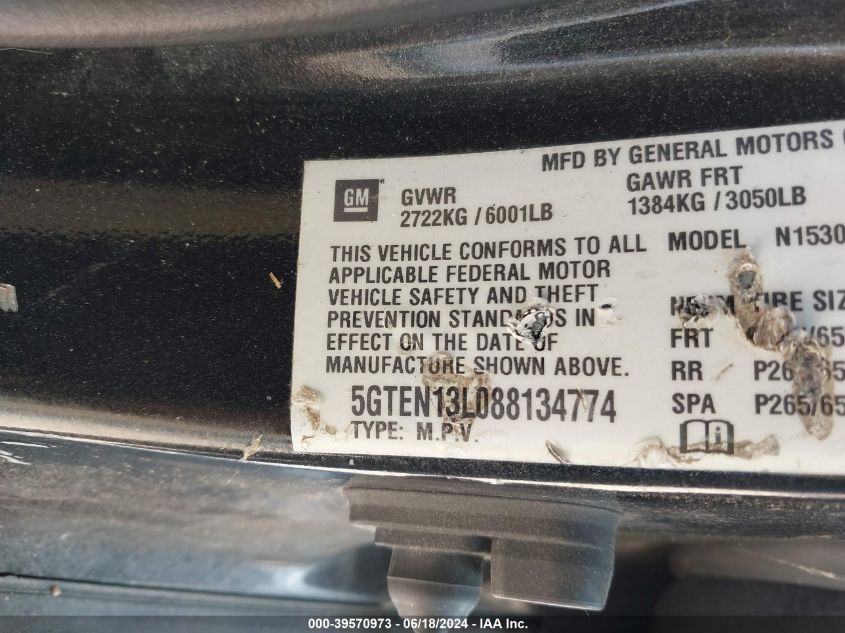 MFD BY GENERAL MOTORS
GM
GVWR
2722KG / 6001LB
GAWR FRT
1384KG / 3050LB
THIS VEHICLE CONFORMS TO ALL
APPLICABLE FEDERAL MOTOR
VEHICLE SAFETY AND THEFT
PREVENTION IN
EFFECT ON THE DATE OF
MANUFACTURE SHOWN ABOVE.
MODEL N1530
FRT /65
RR
SPA P265/65
5GTEN13L088134774
TYPE: M.P.V.
000-39570973 - 06/18/2024 - IAA Inc.